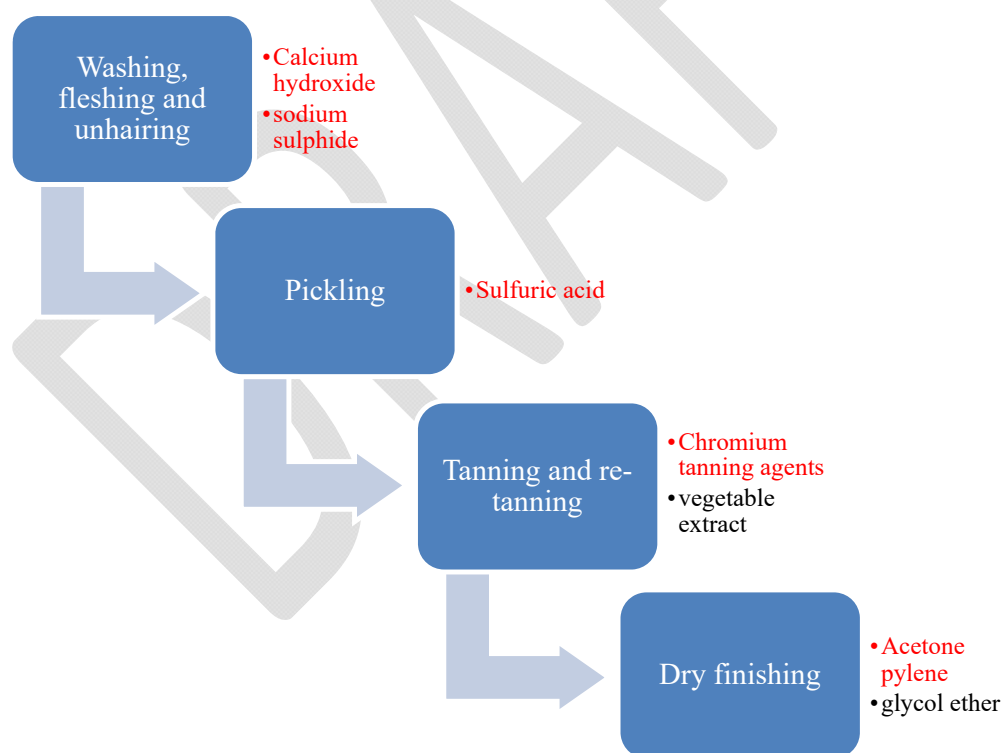 Washing,
fleshing and
unhairing
•Calcium
hydroxide
•sodium
sulphide
Pickling
•Sulfuric acid
Tanning and re-
tanning
•Chromium
tanning agents
•vegetable
extract
Dry finishing
•Acetone
pylene
•glycol ether